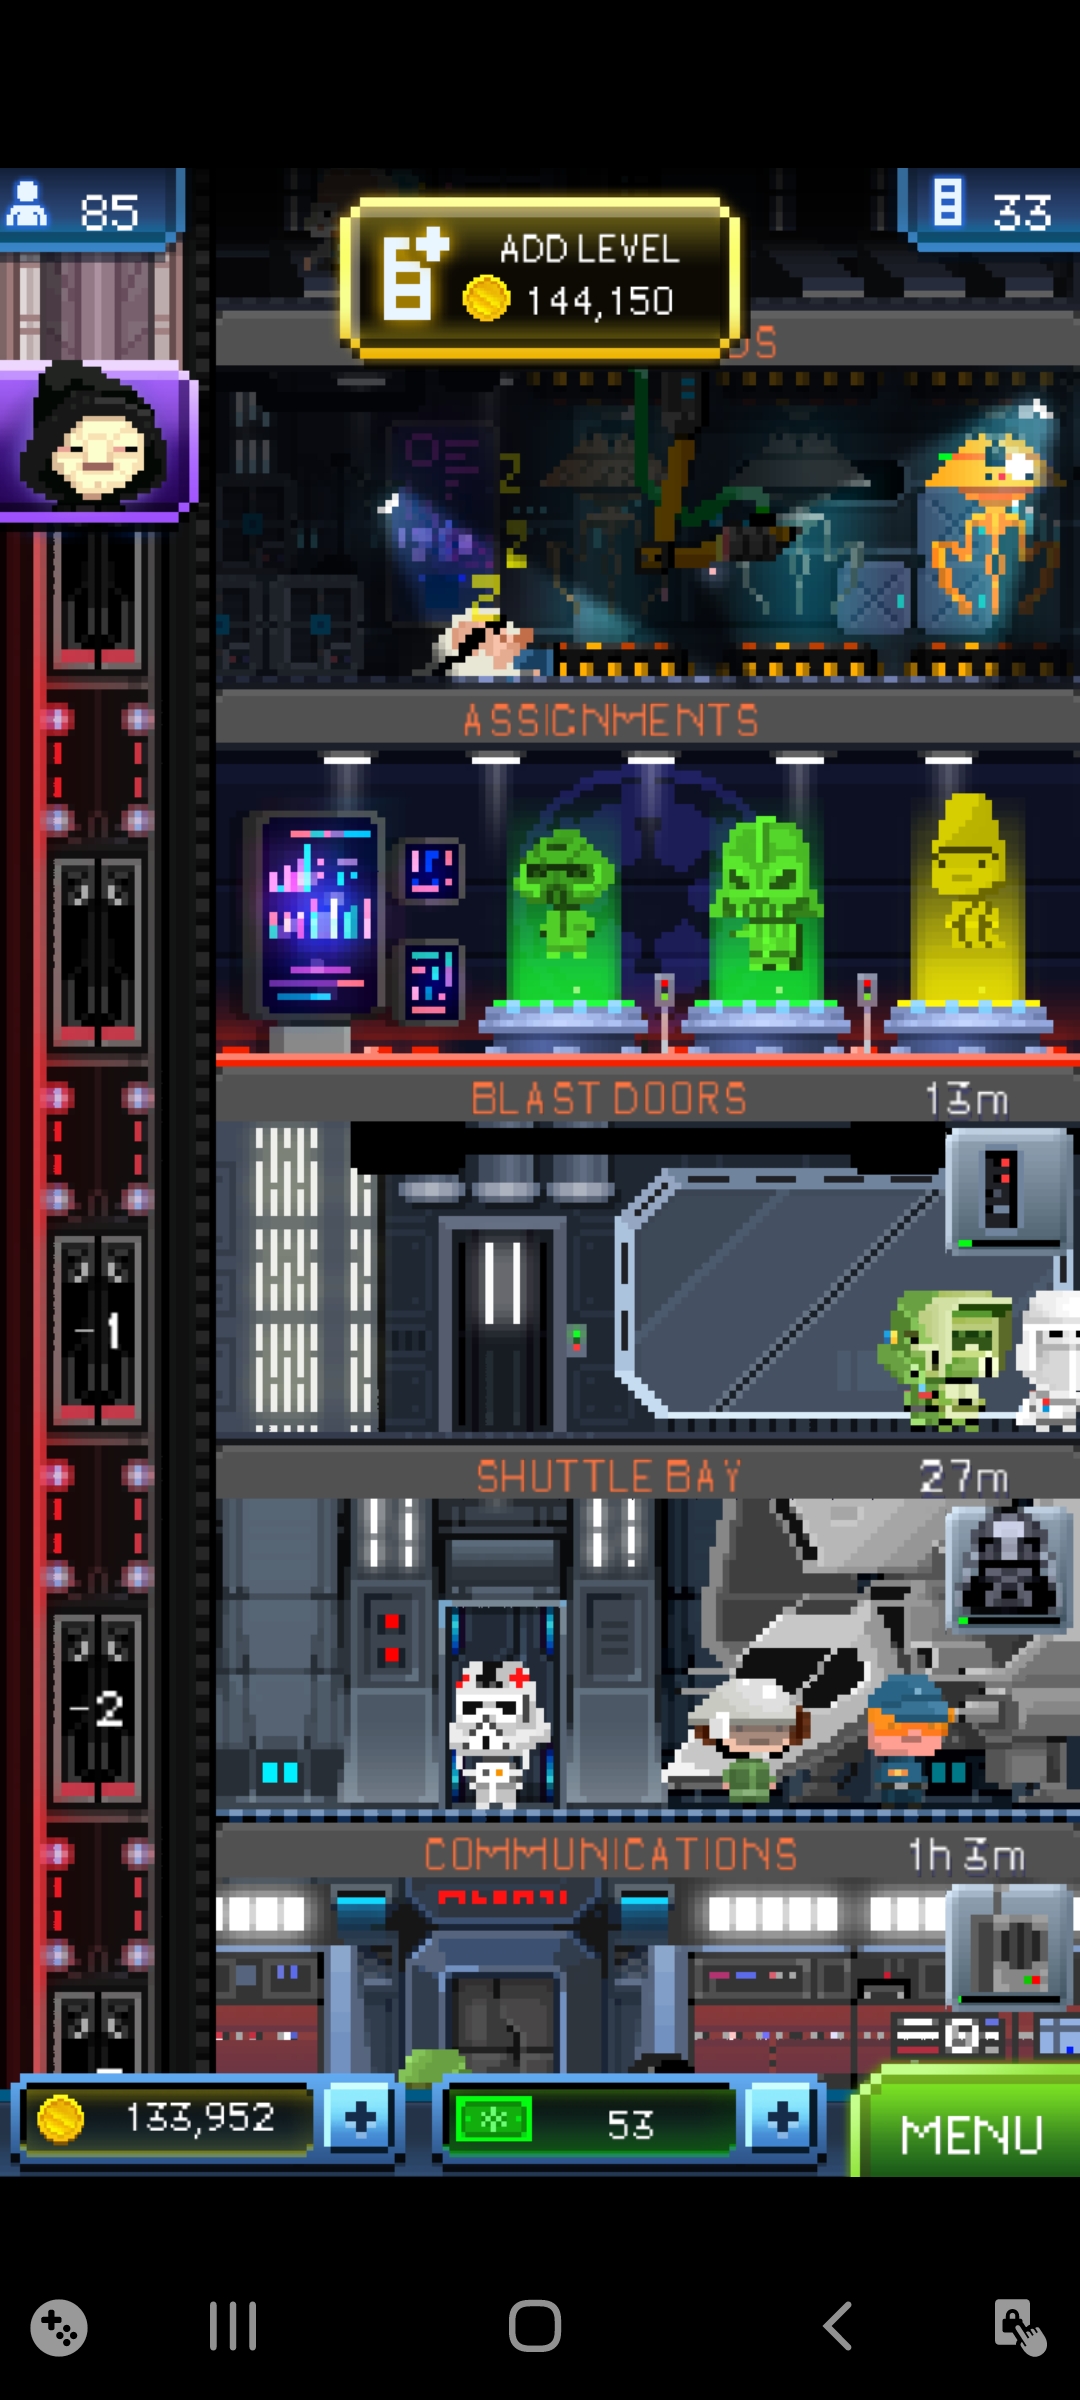 85
33
ADD LEVEL
144,150
ASSIGNMENTS
BLAST DOORS 13m
-1
SHUTTLE BAY 27m
-2
COMMUNICATIONS 1h 3m
133,952
53
MENU